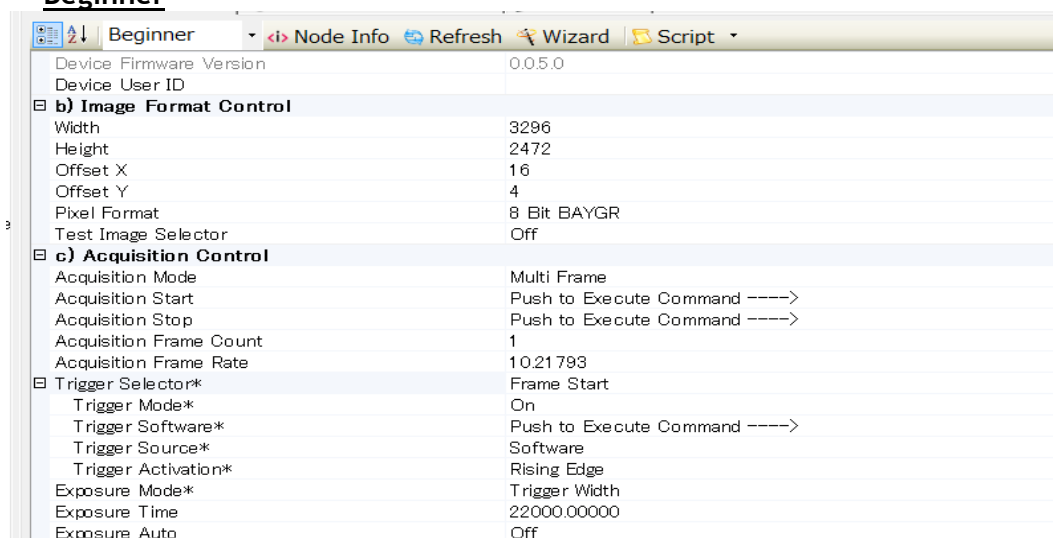 Beginner
Beginner <i> Node Info Refresh Wizard Script
Device Firmware Version 0.0.5.0
Device User ID
b) Image Format Control
Width 3296
Height 2472
Offset X 16
Offset Y 4
Pixel Format 8 Bit BAYGR
Test Image Selector Off
c) Acquisition Control
Acquisition Mode Multi Frame
Acquisition Start Push to Execute Command ---->
Acquisition Stop Push to Execute Command ---->
Acquisition Frame Count 1
Acquisition Frame Rate 10.21793
Trigger Selector* Frame Start
Trigger Mode* On
Trigger Software* Push to Execute Command ---->
Trigger Source* Software
Trigger Activation* Rising Edge
Exposure Mode* Trigger Width
Exposure Time 22000.00000
Exposure Auto Off